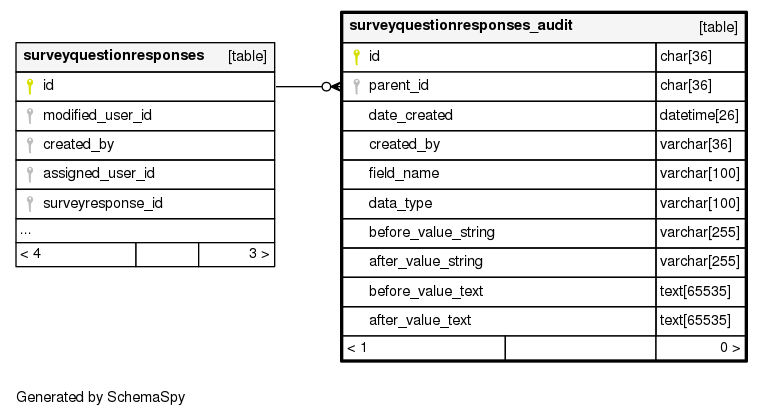 surveyquestionresponses [table]
id
modified_user_id
created_by
assigned_user_id
surveyresponse_id
...
< 4 3 >
surveyquestionresponses_audit [table]
id char[36]
parent_id char[36]
date_created datetime[26]
created_by varchar[36]
field_name varchar[100]
data_type varchar[100]
before_value_string varchar[255]
after_value_string varchar[255]
before_value_text text[65535]
after_value_text text[65535]
< 1 0 >
Generated by SchemaSpy